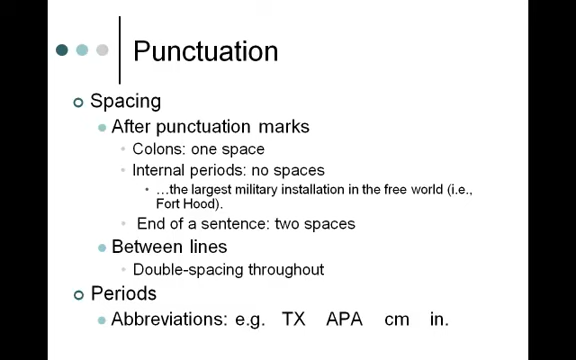 Punctuation
Spacing
After punctuation marks
Colons: one space
Internal periods: no spaces
…the largest military installation in the free world (i.e.,
Fort Hood).
End of a sentence: two spaces
Between lines
Double-spacing throughout
Periods
Abbreviations: e.g. TX APA cm in.